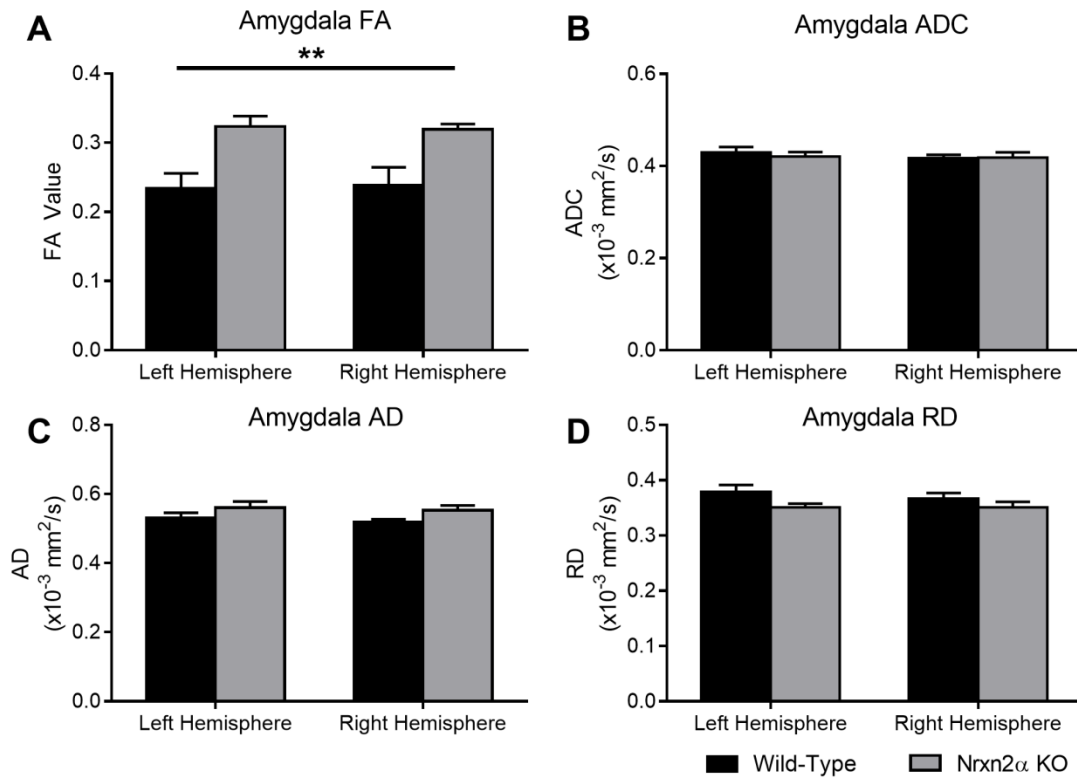 A
Amygdala FA
**
FA Value
0.4
0.3
0.2
0.1
0.0
Left Hemisphere Right Hemisphere
B
Amygdala ADC
ADC
(x10⁻³ mm²/s)
0.6
0.4
0.2
0.0
Left Hemisphere Right Hemisphere
C
Amygdala AD
AD
(x10⁻³ mm²/s)
0.8
0.6
0.4
0.2
0.0
Left Hemisphere Right Hemisphere
D
Amygdala RD
RD
(x10⁻³ mm²/s)
0.5
0.4
0.3
0.2
0.1
0.0
Left Hemisphere Right Hemisphere
Wild-Type Nrxn2α KO